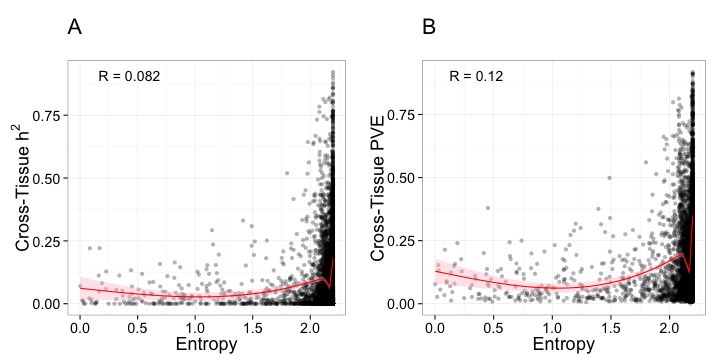 A
R = 0.082
Cross-Tissue h²
0.75
0.50
0.25
0.00
0.0 0.5 1.0 1.5 2.0
Entropy
B
R = 0.12
Cross-Tissue PVE
0.75
0.50
0.25
0.00
0.0 0.5 1.0 1.5 2.0
Entropy